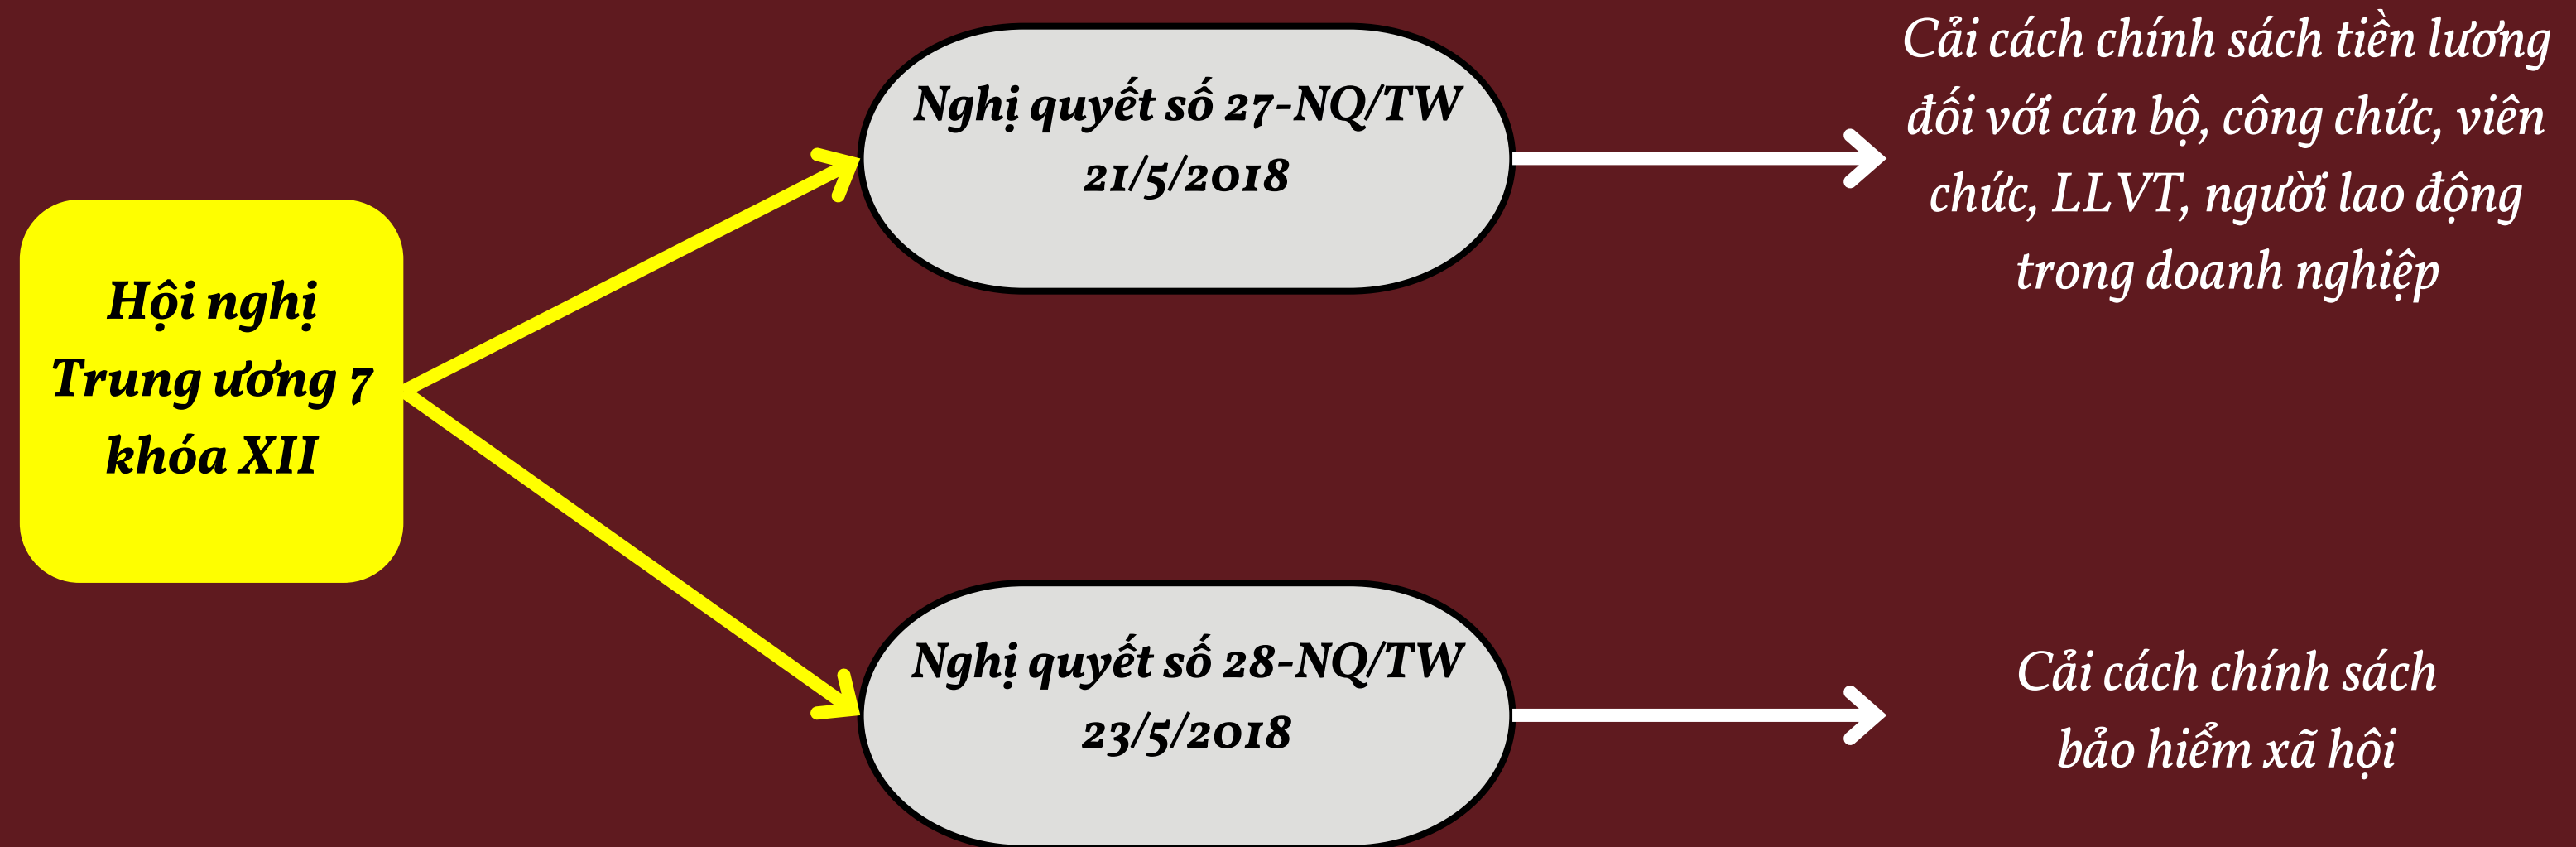 Hội nghị
Trung ương 7
khóa XII
Nghị quyết số 27-NQ/TW
21/5/2018
Cải cách chính sách tiền lương
đối với cán bộ, công chức, viên
chức, LLVT, người lao động
trong doanh nghiệp
Nghị quyết số 28-NQ/TW
23/5/2018
Cải cách chính sách
bảo hiểm xã hội